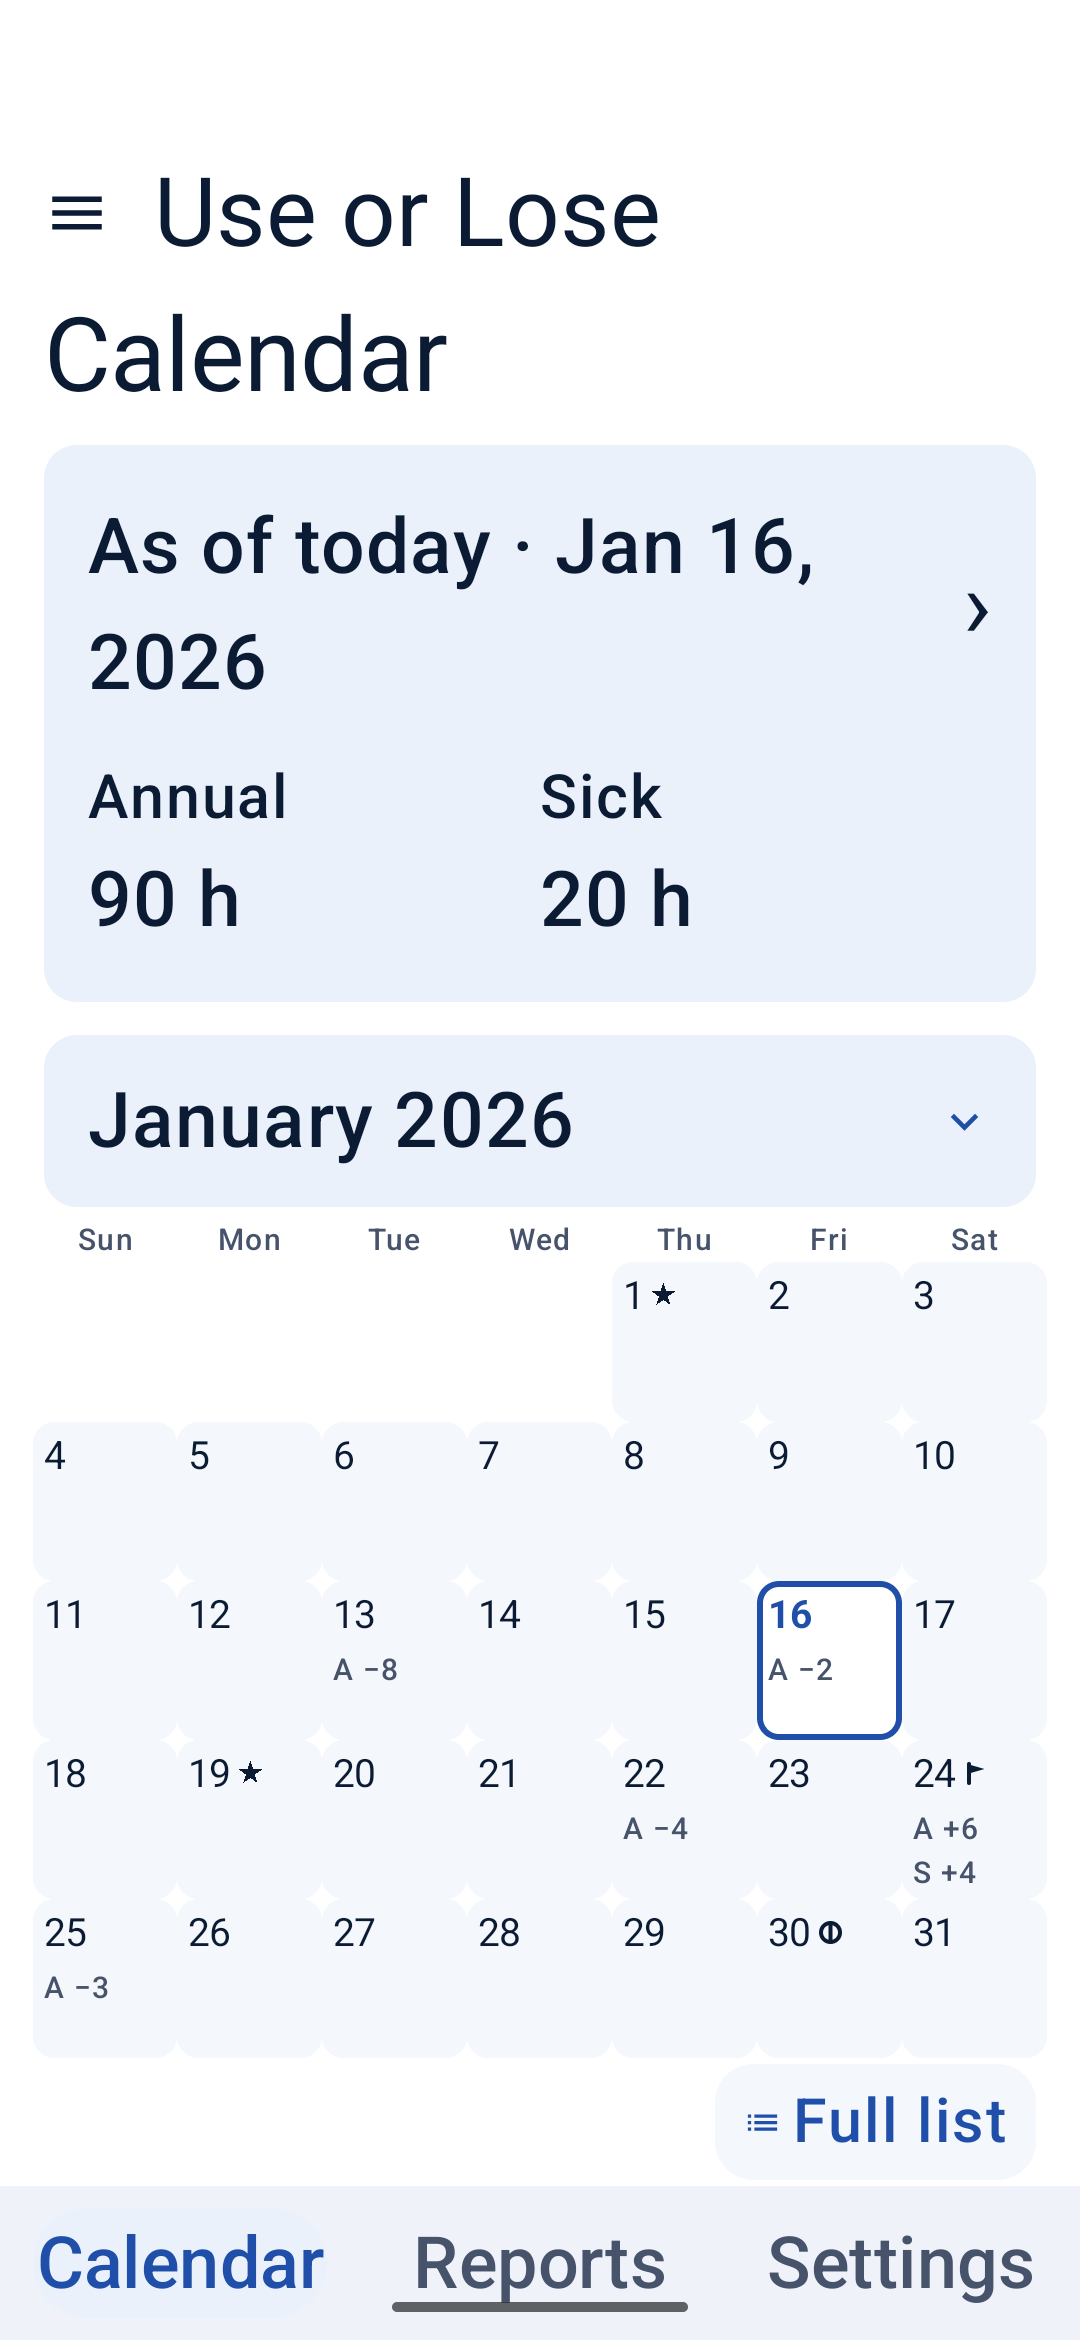 Use or Lose
Calendar
As of today · Jan 16,
2026
Annual Sick
90 h 20 h
January 2026
Sun Mon Tue Wed Thu Fri Sat
1 ★ 2 3
4 5 6 7 8 9 10
11 12 13 14 15 16 17
A −8 A −2
18 19 ★ 20 21 22 23 24
A −4 A +6
S +4
25 26 27 28 29 30 31
A −3
Full list
Calendar Reports Settings